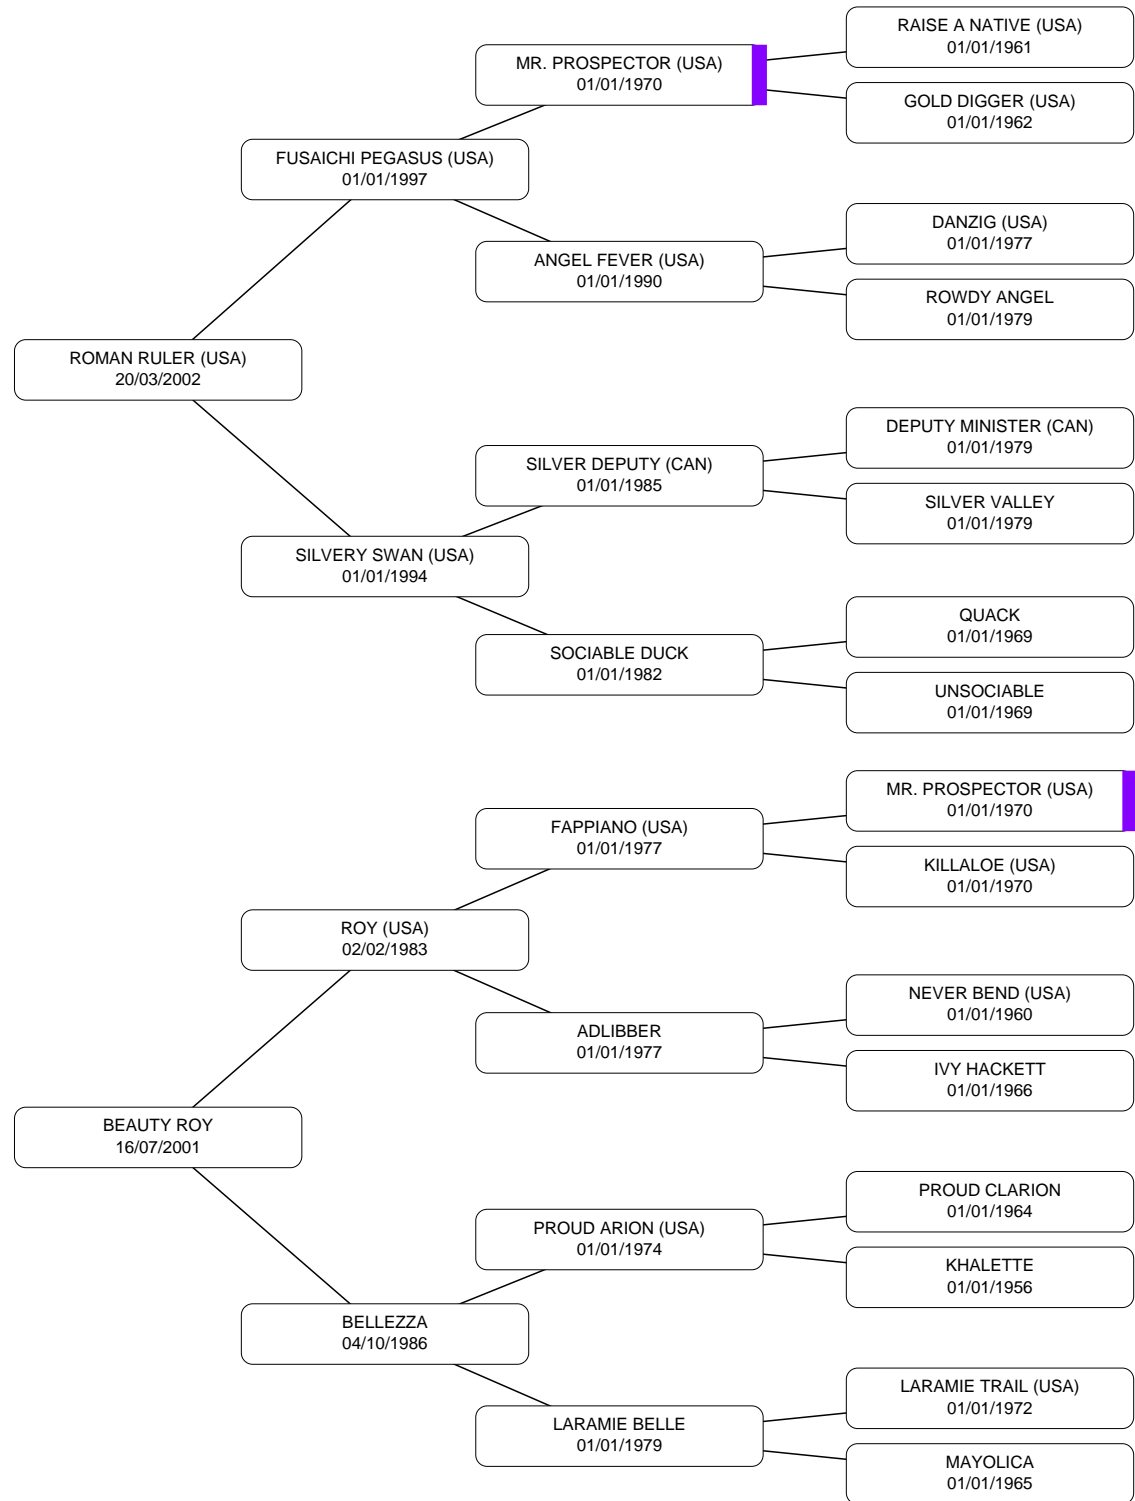 RAISE A NATIVE (USA)
01/01/1961
MR. PROSPECTOR (USA)
01/01/1970
GOLD DIGGER (USA)
01/01/1962
FUSAICHI PEGASUS (USA)
01/01/1997
DANZIG (USA)
01/01/1977
ANGEL FEVER (USA)
01/01/1990
ROWDY ANGEL
01/01/1979
ROMAN RULER (USA)
20/03/2002
DEPUTY MINISTER (CAN)
01/01/1979
SILVER DEPUTY (CAN)
01/01/1985
SILVER VALLEY
01/01/1979
SILVERY SWAN (USA)
01/01/1994
QUACK
01/01/1969
SOCIABLE DUCK
01/01/1982
UNSOCIABLE
01/01/1969
MR. PROSPECTOR (USA)
01/01/1970
FAPPIANO (USA)
01/01/1977
KILLALOE (USA)
01/01/1970
ROY (USA)
02/02/1983
NEVER BEND (USA)
01/01/1960
ADLIBBER
01/01/1977
IVY HACKETT
01/01/1966
BEAUTY ROY
16/07/2001
PROUD CLARION
01/01/1964
PROUD ARION (USA)
01/01/1974
KHALETTE
01/01/1956
BELLEZZA
04/10/1986
LARAMIE TRAIL (USA)
01/01/1972
LARAMIE BELLE
01/01/1979
MAYOLICA
01/01/1965